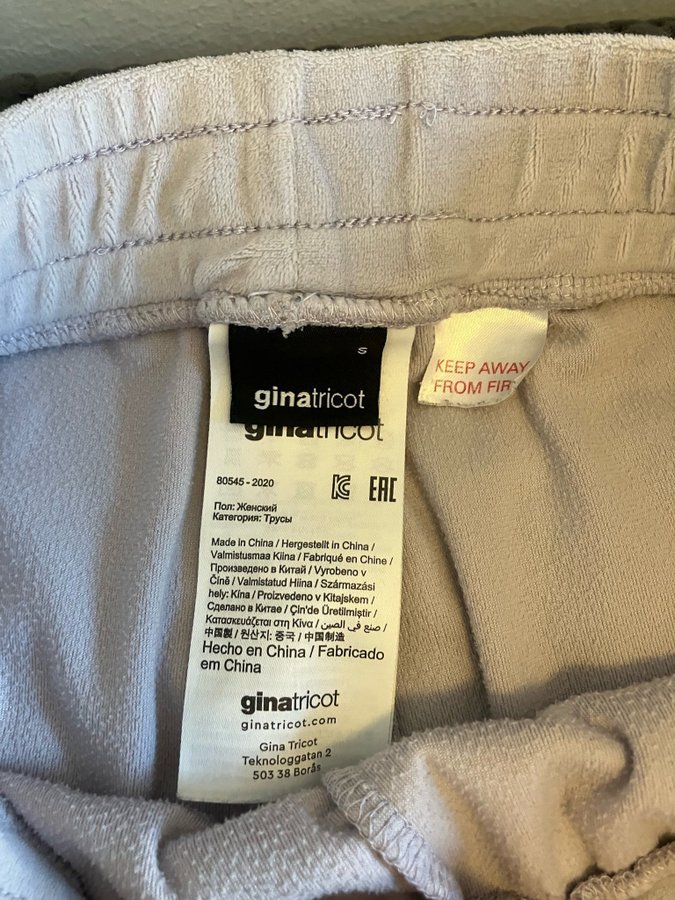 S
ginatricot
ginatricot
80545 - 2020
EAC
Пол: Женский
Категория: Трусы
Made in China / Hergestellt in China /
Valmistusmaa Kiina / Fabriqué en Chine /
Произведено в Китай / Vyrobeno v
Číně / Valmistatud Hiina / Származási
hely: Kína / Proizvedeno v Kitajskem /
Сделано в Китае / Çin'de Üretilmiştir /
Κατασκευάζεται στη Κίνα / صنع في الصين /
中国製 / 원산지: 중국 / 中国制造
Hecho en China / Fabricado
em China
ginatricot
ginatricot.com
Gina Tricot
Teknologgatan 2
503 38 Borås
KEEP AWAY
FROM